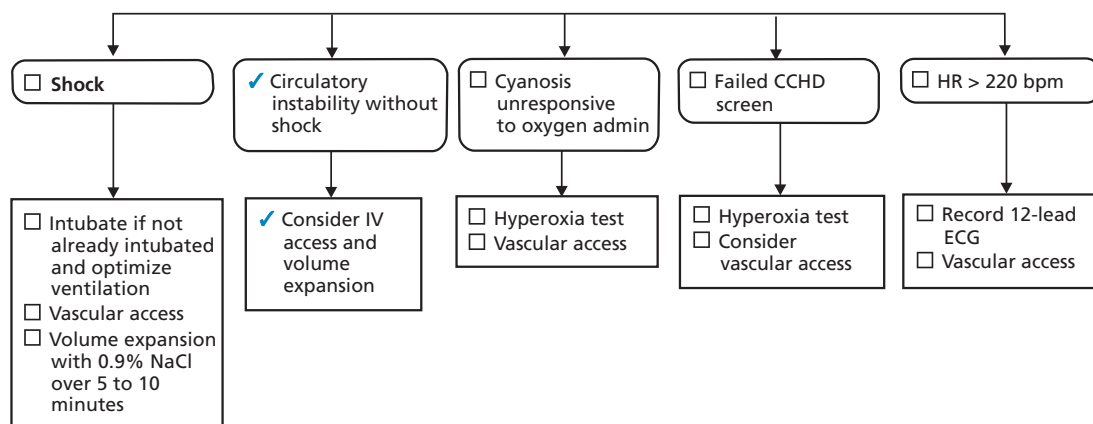 ☐ Shock
✓ Circulatory
instability without
shock
☐ Cyanosis
unresponsive
to oxygen admin
☐ Failed CCHD
screen
☐ HR > 220 bpm
☐ Intubate if not
already intubated
and optimize
ventilation
☐ Vascular access
☐ Volume expansion
with 0.9% NaCl
over 5 to 10
minutes
✓ Consider IV
access and
volume
expansion
☐ Hyperoxia test
☐ Vascular access
☐ Hyperoxia test
☐ Consider
vascular access
☐ Record 12-lead
ECG
☐ Vascular access